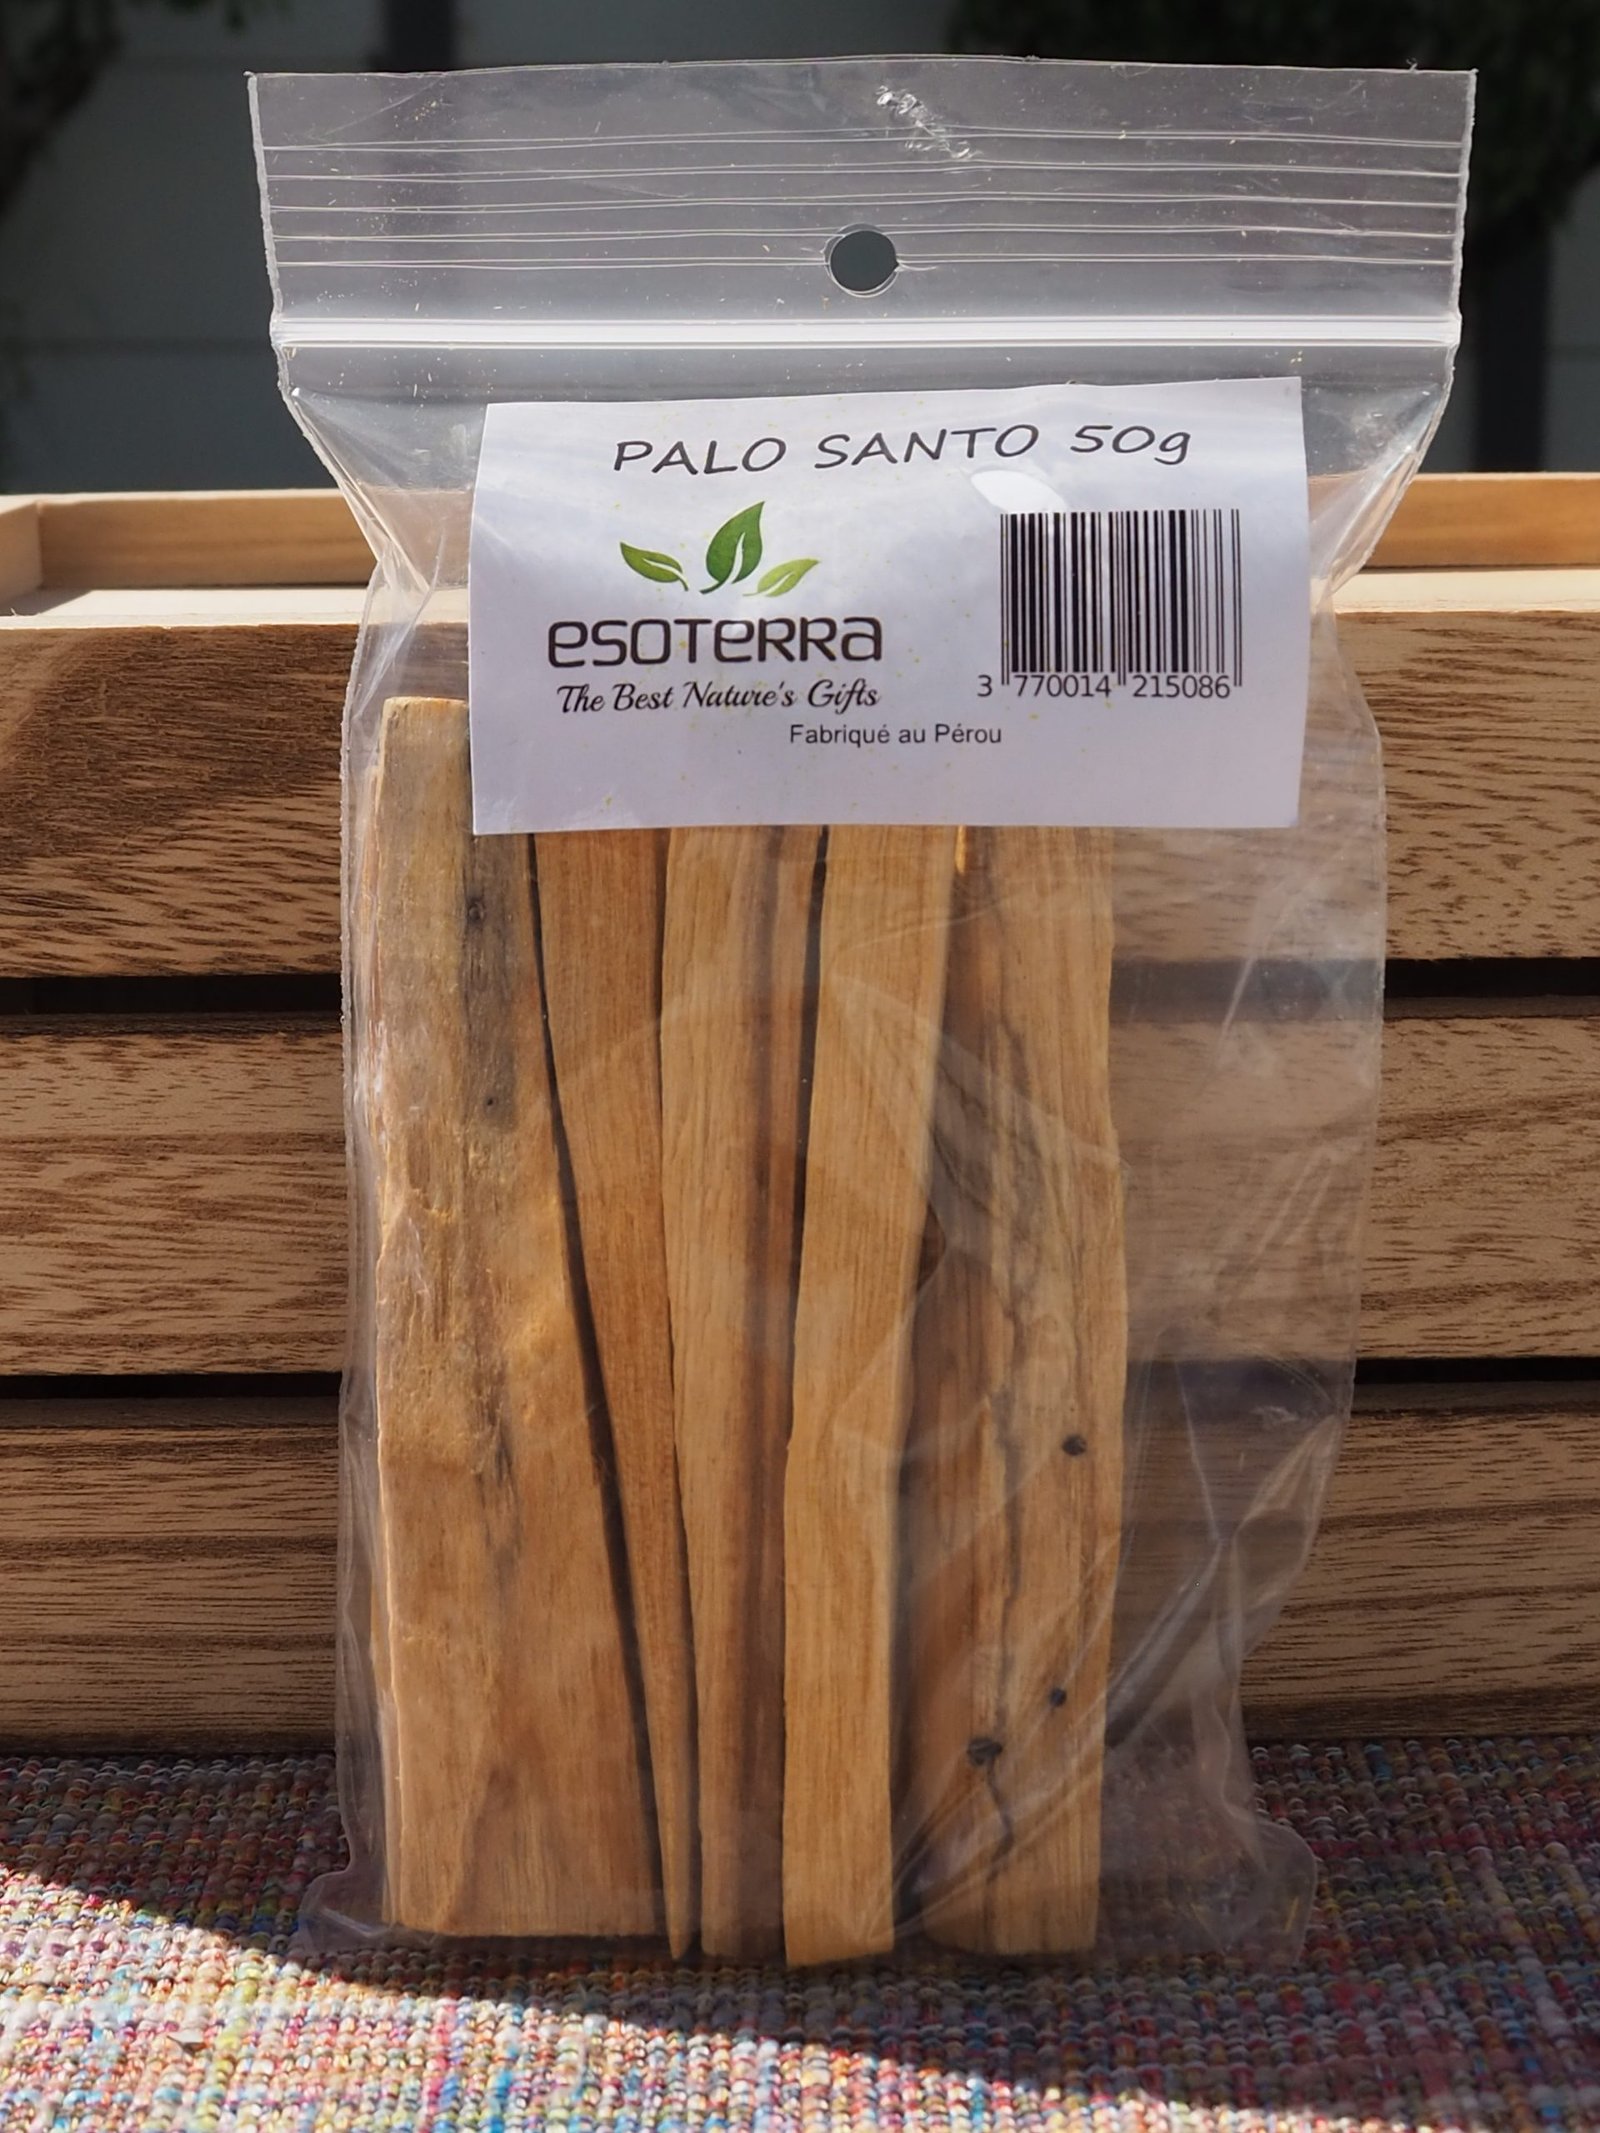 PALO SANTO 50g
esoTeRRa
The Best Nature's Gifts
3 770014 215086
Fabriqué au Pérou